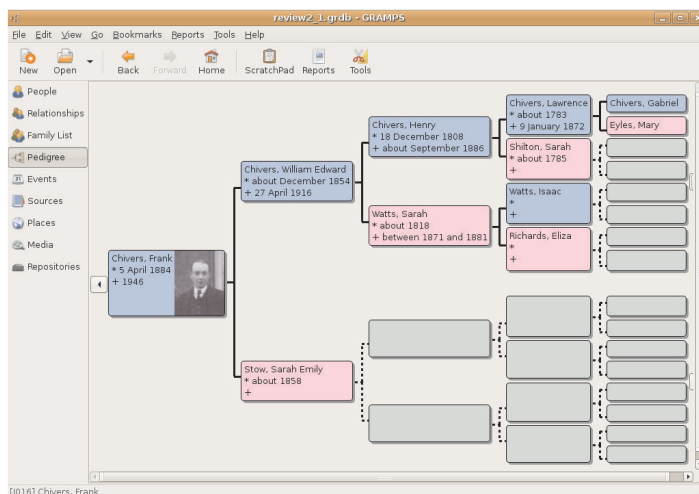 review2_1.grdb - GRAMPS
File Edit View Go Bookmarks Reports Tools Help
New Open Back Forward Home ScratchPad Reports Tools
People
Relationships
Family List
Pedigree
Events
Sources
Places
Media
Repositories
Chivers, Frank
* 5 April 1884
+ 1946
Chivers, William Edward
* about December 1854
+ 27 April 1916
Stow, Sarah Emily
* about 1858
+
Chivers, Henry
* 18 December 1808
+ about September 1886
Watts, Sarah
* about 1818
+ between 1871 and 1881
Chivers, Lawrence
* about 1783
+ 9 January 1872
Shilton, Sarah
* about 1785
+
Watts, Isaac
*
+
Richards, Eliza
*
+
Chivers, Gabriel
Eyles, Mary
[I016] Chivers, Frank